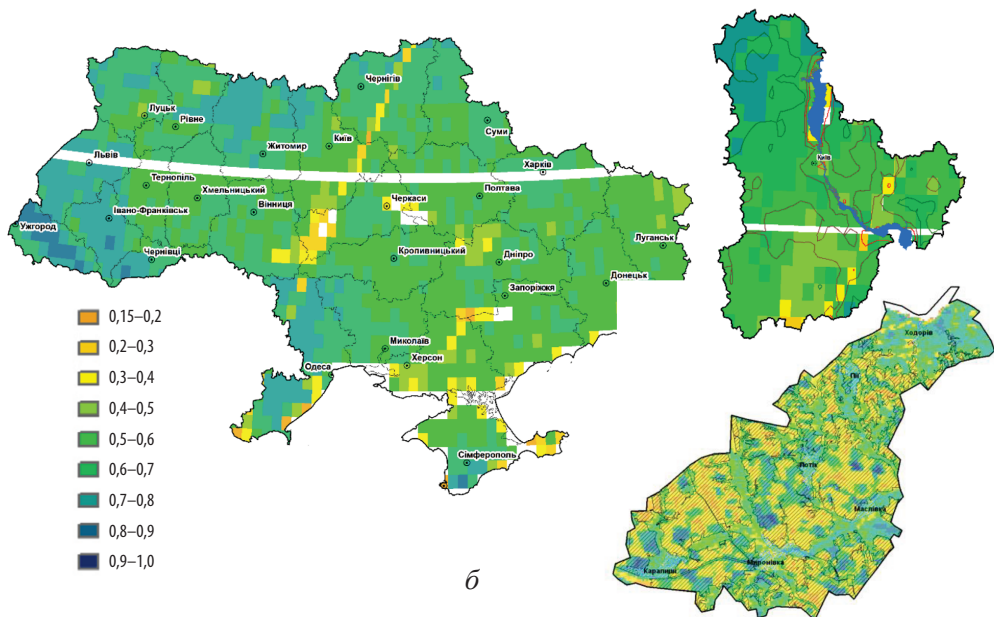 Чернігів
Луцьк
Рівне
Суми
Київ
Житомир
Львів
Харків
Тернопіль
Хмельницький
Полтава
Черкаси
Вінниця
Івано-Франківськ
Ужгород
Луганськ
Кропивницький
Чернівці
Дніпро
Донецьк
Запоріжжя
Миколаїв
Херсон
Одеса
Сімферополь
0,15–0,2
0,2–0,3
0,3–0,4
0,4–0,5
0,5–0,6
0,6–0,7
0,7–0,8
0,8–0,9
0,9–1,0
б
Київ
Ходорів
Пії
Потік
Маслівка
Миронівка
Карапиши